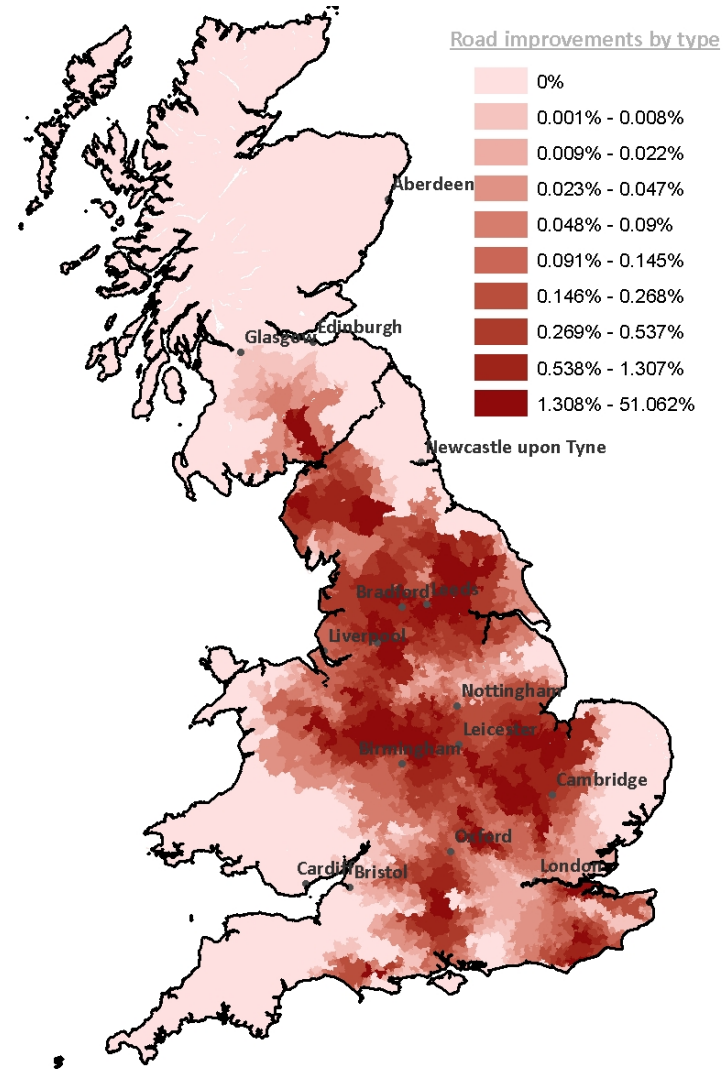 Road improvements by type
0%
0.001% - 0.008%
0.009% - 0.022%
0.023% - 0.047%
0.048% - 0.09%
0.091% - 0.145%
0.146% - 0.268%
0.269% - 0.537%
0.538% - 1.307%
1.308% - 51.062%
Aberdeen
Edinburgh
Glasgow
Newcastle upon Tyne
Bradford Leeds
Liverpool
Nottingham
Leicester
Birmingham
Cambridge
Oxford
London
Cardiff Bristol